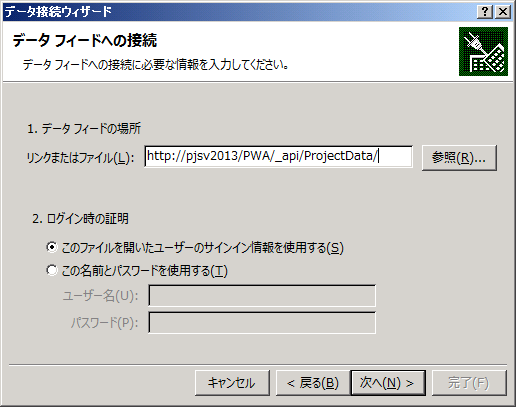 データ接続ウィザード
データ フィードへの接続
データ フィードへの接続に必要な情報を入力してください。
1. データ フィードの場所
リンクまたはファイル(L): http://pjsv2013/PWA/_api/ProjectData/ 参照(R)...
2. ログイン時の証明
このファイルを開いたユーザーのサインイン情報を使用する(S)
この名前とパスワードを使用する(T)
ユーザー名(U):
パスワード(P):
キャンセル < 戻る(B) 次へ(N) > 完了(F)